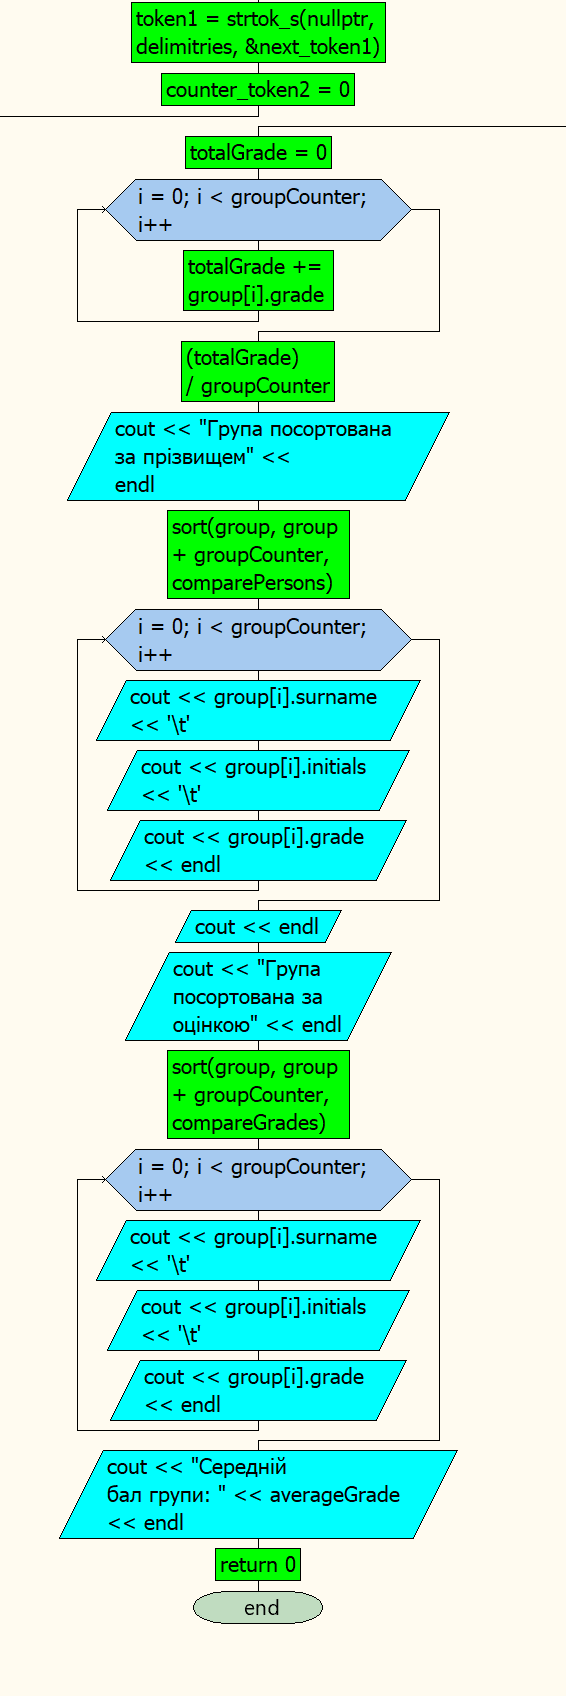 token1 = strtok_s(nullptr,
delimitries, &next_token1)
counter_token2 = 0
totalGrade = 0
i = 0; i < groupCounter;
i++
totalGrade +=
group[i].grade
(totalGrade)
/ groupCounter
cout << "Група посортована
за прізвищем" <<
endl
sort(group, group
+ groupCounter,
comparePersons)
i = 0; i < groupCounter;
i++
cout << group[i].surname
<< '\t'
cout << group[i].initials
<< '\t'
cout << group[i].grade
<< endl
cout << endl
cout << "Група
посортована за
оцінкою" << endl
sort(group, group
+ groupCounter,
compareGrades)
i = 0; i < groupCounter;
i++
cout << group[i].surname
<< '\t'
cout << group[i].initials
<< '\t'
cout << group[i].grade
<< endl
cout << "Середній
бал групи: " << averageGrade
<< endl
return 0
end